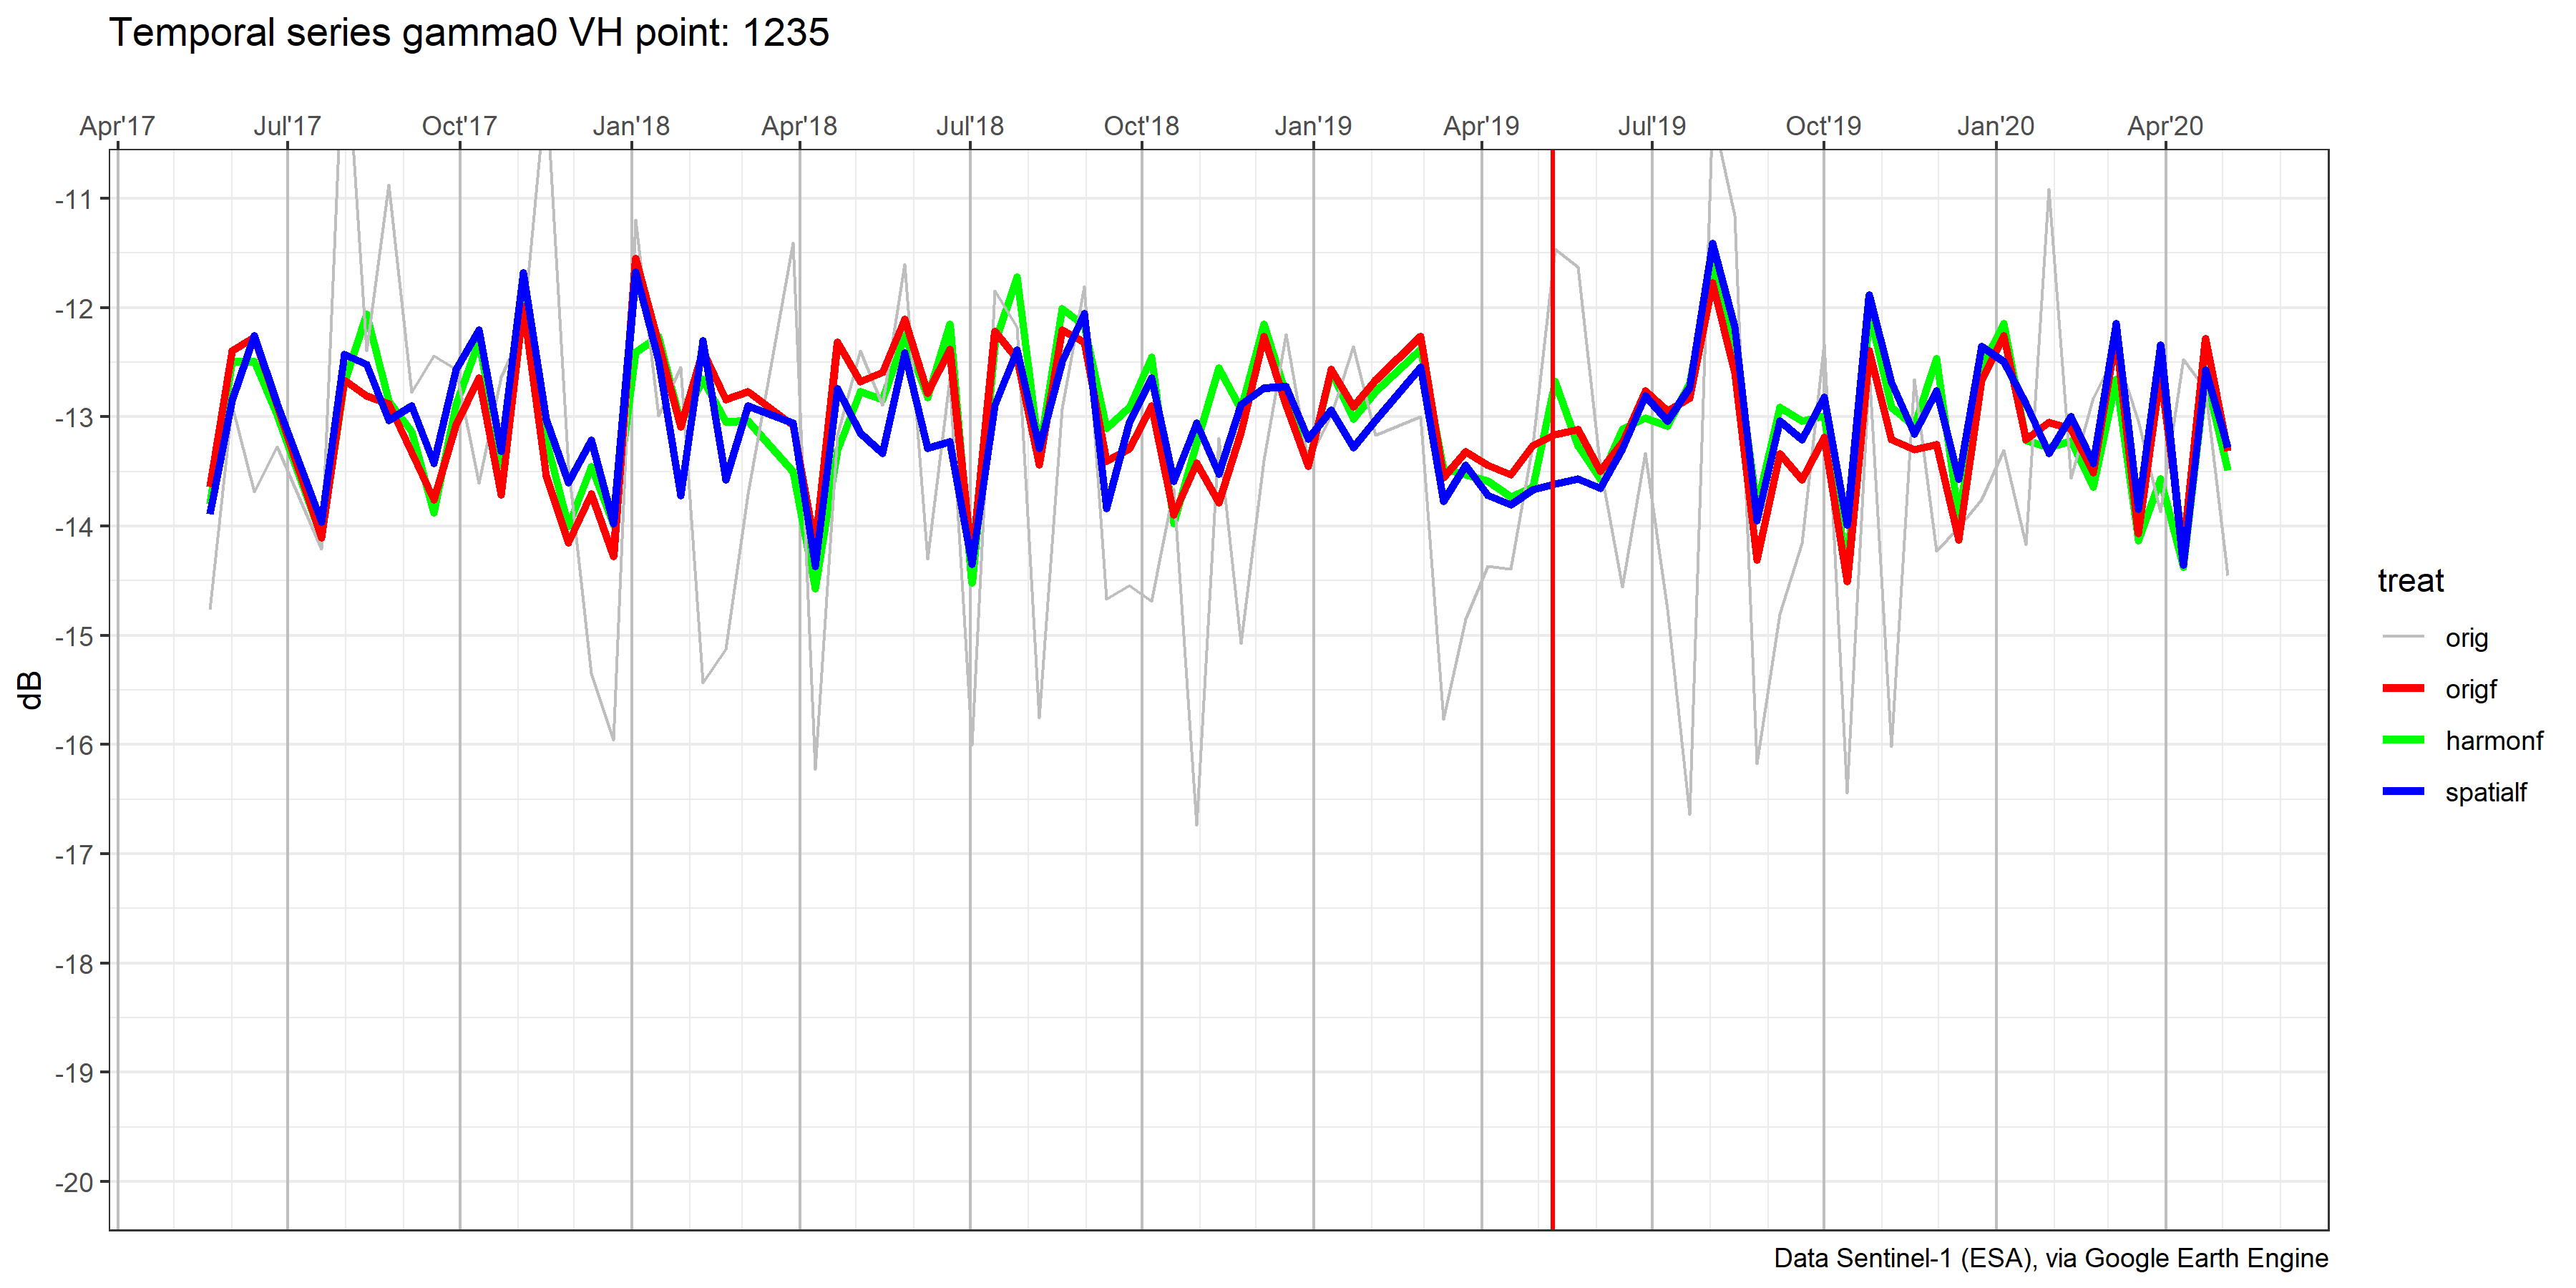 Temporal series gamma0 VH point: 1235
Apr'17 Jul'17 Oct'17 Jan'18 Apr'18 Jul'18 Oct'18 Jan'19 Apr'19 Jul'19 Oct'19 Jan'20 Apr'20
-11
-12
-13
-14
-15
-16
-17
-18
-19
-20
dB
treat
orig
origf
harmonf
spatialf
Data Sentinel-1 (ESA), via Google Earth Engine